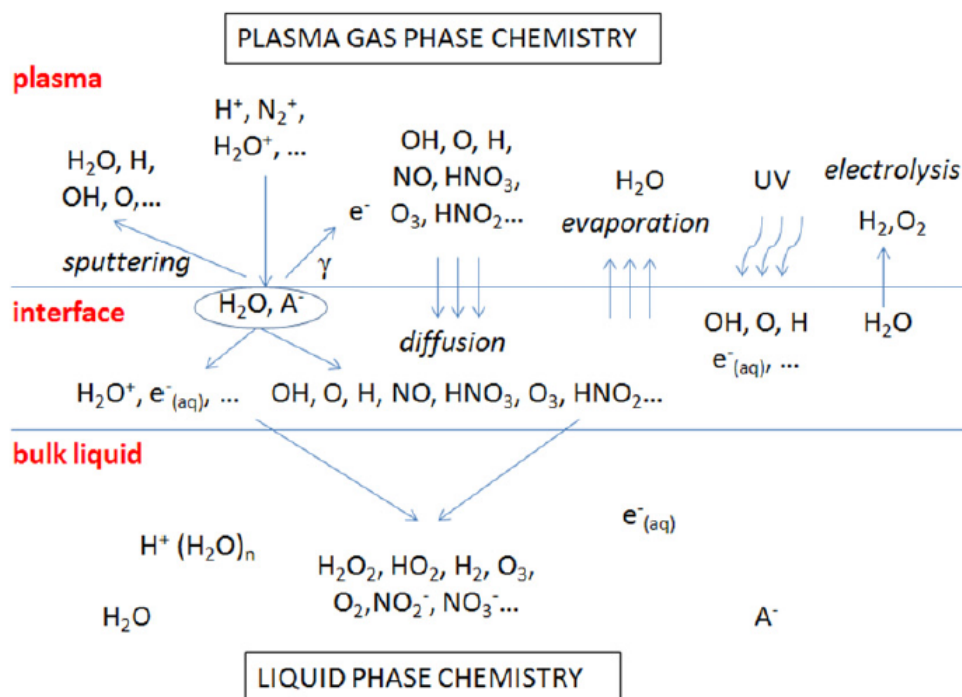 PLASMA GAS PHASE CHEMISTRY
plasma
H⁺, N₂⁺,
H₂O⁺, ...
H₂O, H,
OH, O,...
sputtering
e⁻
γ
OH, O, H,
NO, HNO₃,
O₃, HNO₂...
H₂O
evaporation
UV
electrolysis
H₂,O₂
interface
H₂O, A⁻
diffusion
OH, O, H
e⁻(aq), ...
H₂O
H₂O⁺, e⁻(aq), ...
OH, O, H, NO, HNO₃, O₃, HNO₂...
bulk liquid
e⁻(aq)
H⁺ (H₂O)ₙ
H₂O₂, HO₂, H₂, O₃,
O₂,NO₂⁻, NO₃⁻...
H₂O
A⁻
LIQUID PHASE CHEMISTRY